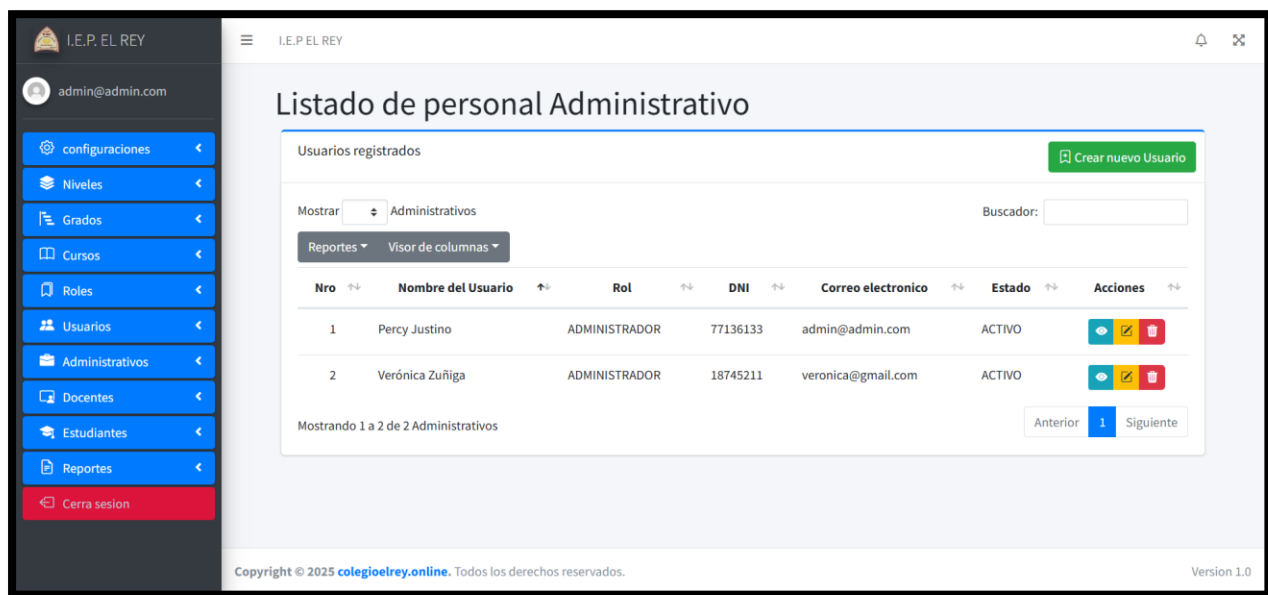 I.E.P. EL REY
I.E.P EL REY
admin@admin.com
configuraciones
Niveles
Grados
Cursos
Roles
Usuarios
Administrativos
Docentes
Estudiantes
Reportes
Cerra sesion
Listado de personal Administrativo
Usuarios registrados
Crear nuevo Usuario
Mostrar Administrativos Buscador:
Reportes Visor de columnas
Nro Nombre del Usuario Rol DNI Correo electronico Estado Acciones
1 Percy Justino ADMINISTRADOR 77136133 admin@admin.com ACTIVO
2 Verónica Zuñiga ADMINISTRADOR 18745211 veronica@gmail.com ACTIVO
Mostrando 1 a 2 de 2 Administrativos Anterior 1 Siguiente
Copyright © 2025 colegioelrey.online. Todos los derechos reservados. Version 1.0